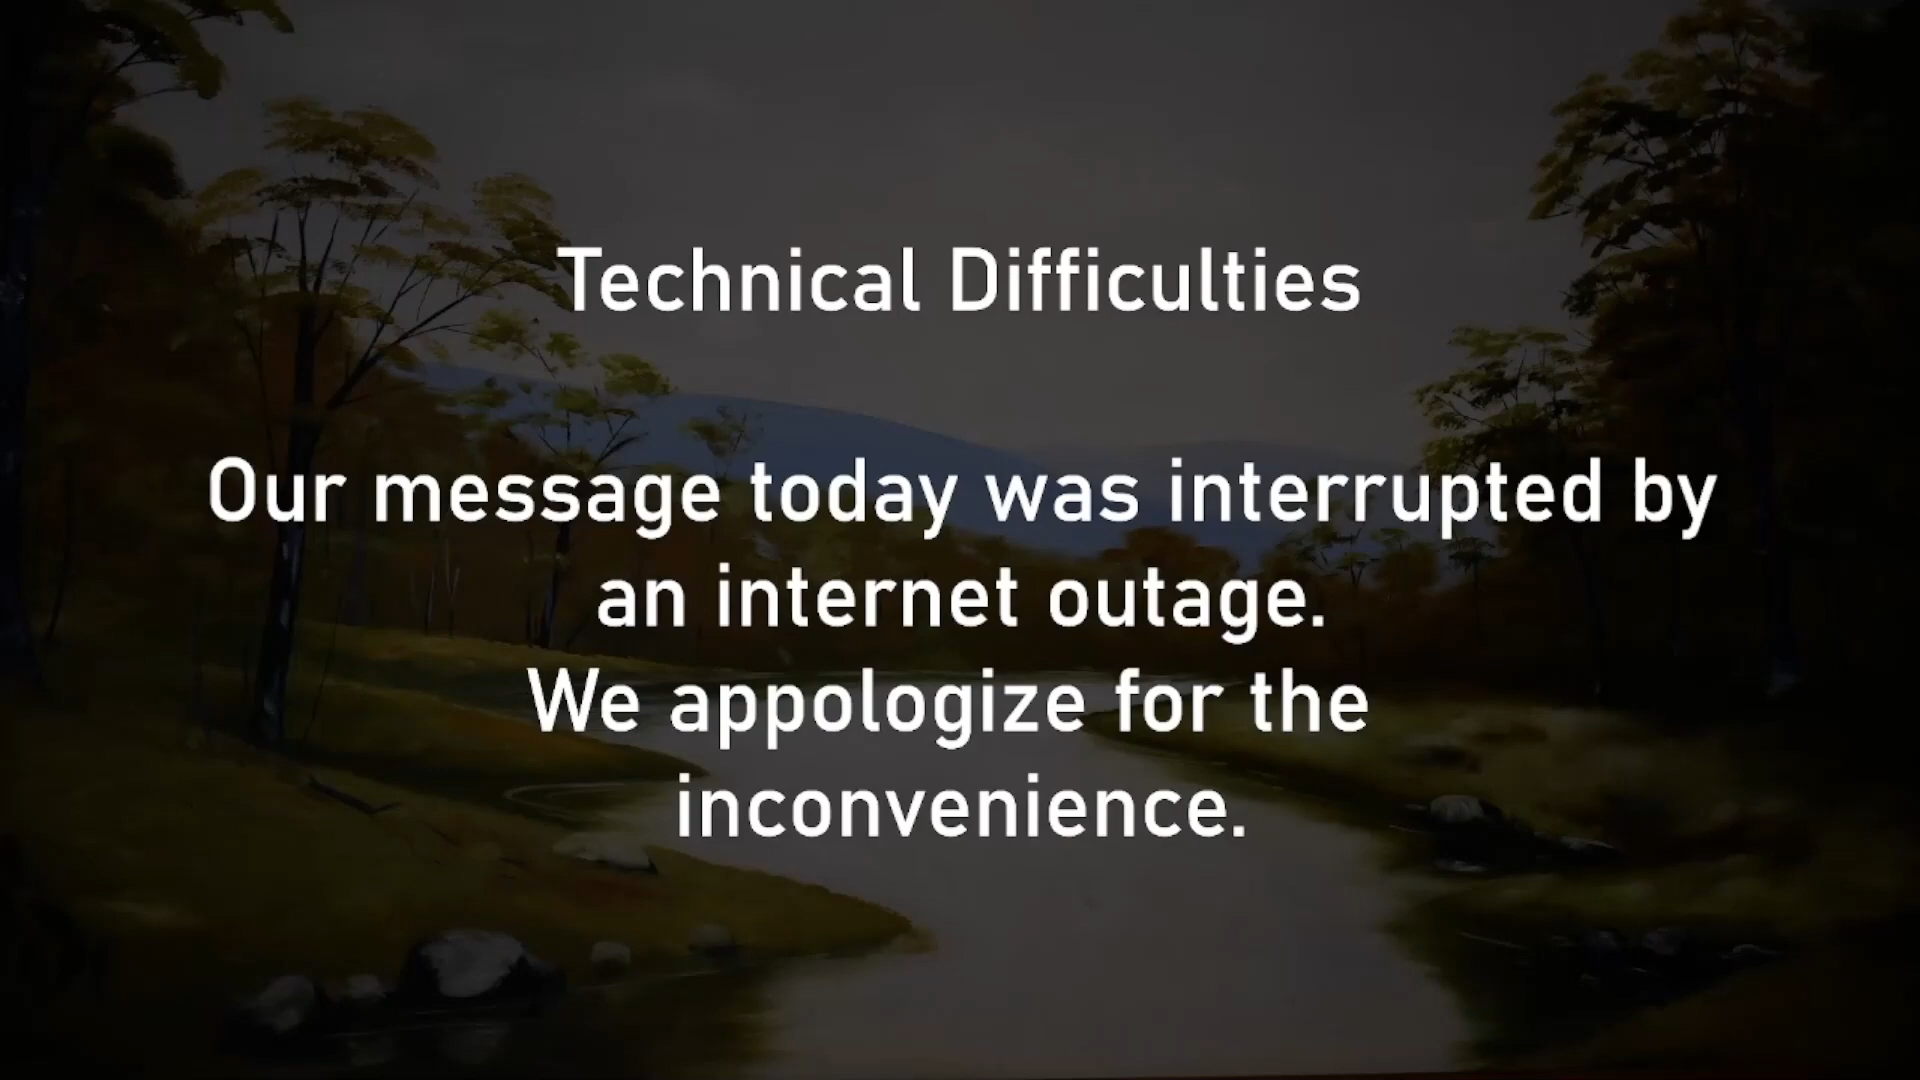 Technical Difficulties
Our message today was interrupted by
an internet outage.
We appologize for the
inconvenience.